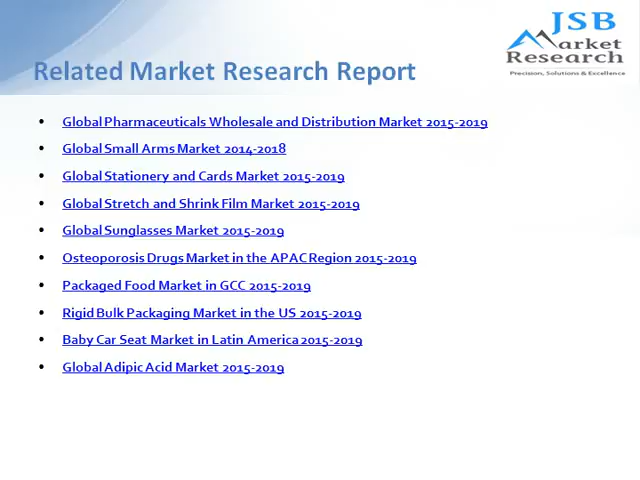 JSB
Market
Research
Precision, Solutions & Excellence
Related Market Research Report
• Global Pharmaceuticals Wholesale and Distribution Market 2015-2019
• Global Small Arms Market 2014-2018
• Global Stationery and Cards Market 2015-2019
• Global Stretch and Shrink Film Market 2015-2019
• Global Sunglasses Market 2015-2019
• Osteoporosis Drugs Market in the APAC Region 2015-2019
• Packaged Food Market in GCC 2015-2019
• Rigid Bulk Packaging Market in the US 2015-2019
• Baby Car Seat Market in Latin America 2015-2019
• Global Adipic Acid Market 2015-2019